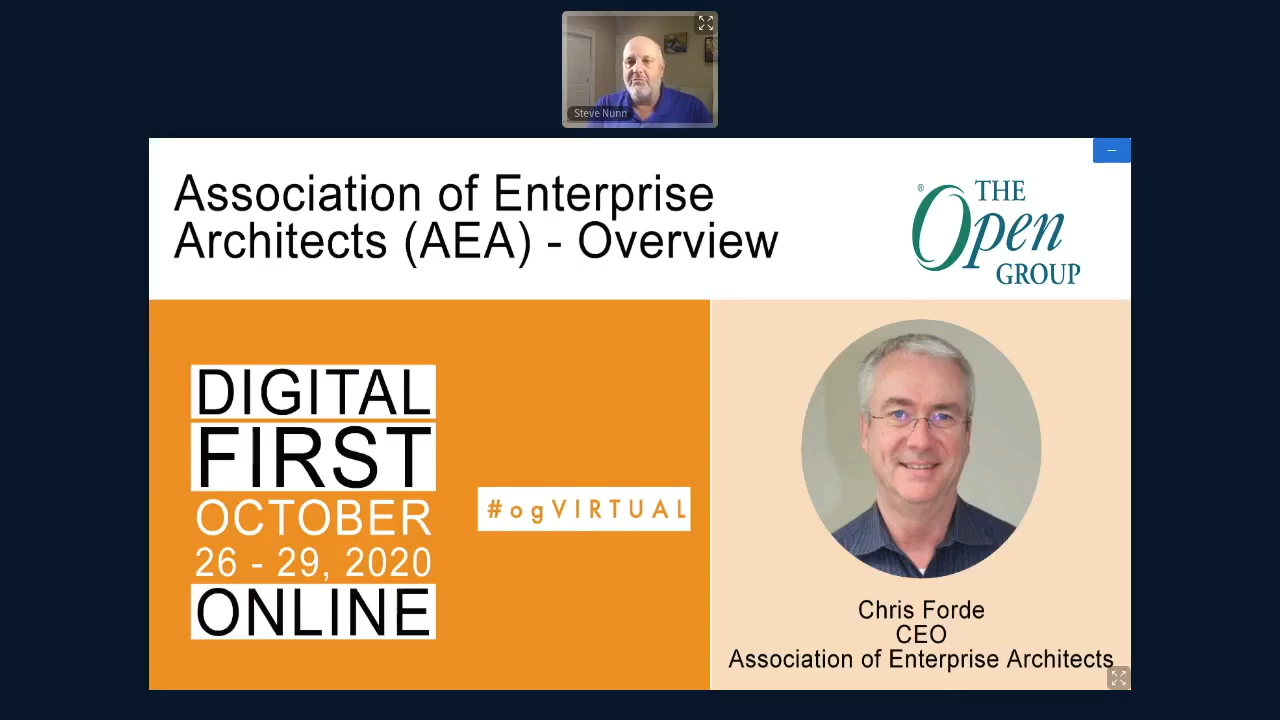 Steve Nunn
Association of Enterprise
Architects (AEA) - Overview
® THE
Open
GROUP
DIGITAL
FIRST
OCTOBER
26 - 29, 2020
ONLINE
#ogVIRTUAL
Chris Forde
CEO
Association of Enterprise Architects